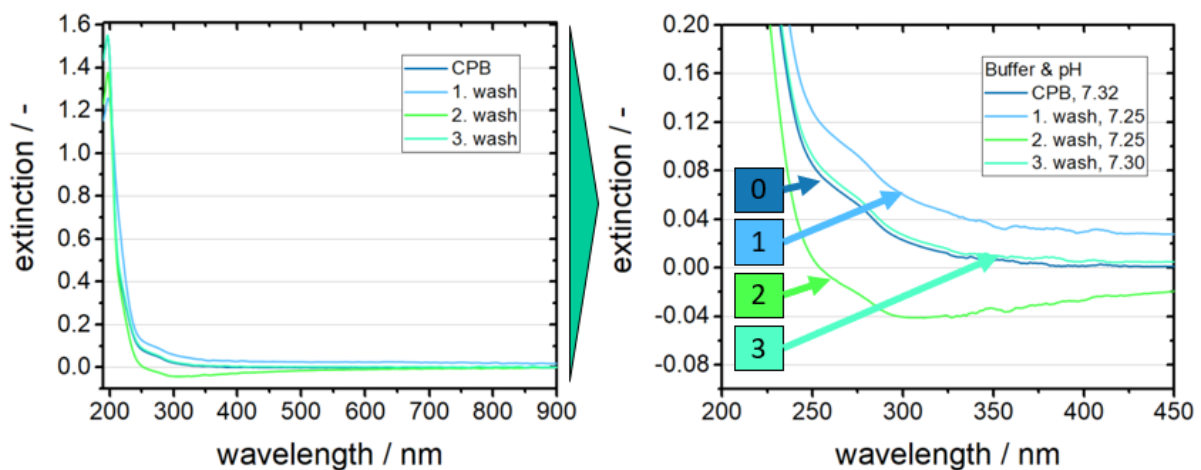 1.6
1.4
1.2
1.0
0.8
0.6
0.4
0.2
0.0
extinction / -
CPB
1. wash
2. wash
3. wash
200 300 400 500 600 700 800 900
wavelength / nm
0.20
0.16
0.12
0.08
0.04
0.00
-0.04
-0.08
extinction / -
Buffer & pH
CPB, 7.32
1. wash, 7.25
2. wash, 7.25
3. wash, 7.30
0
1
2
3
200 250 300 350 400 450
wavelength / nm